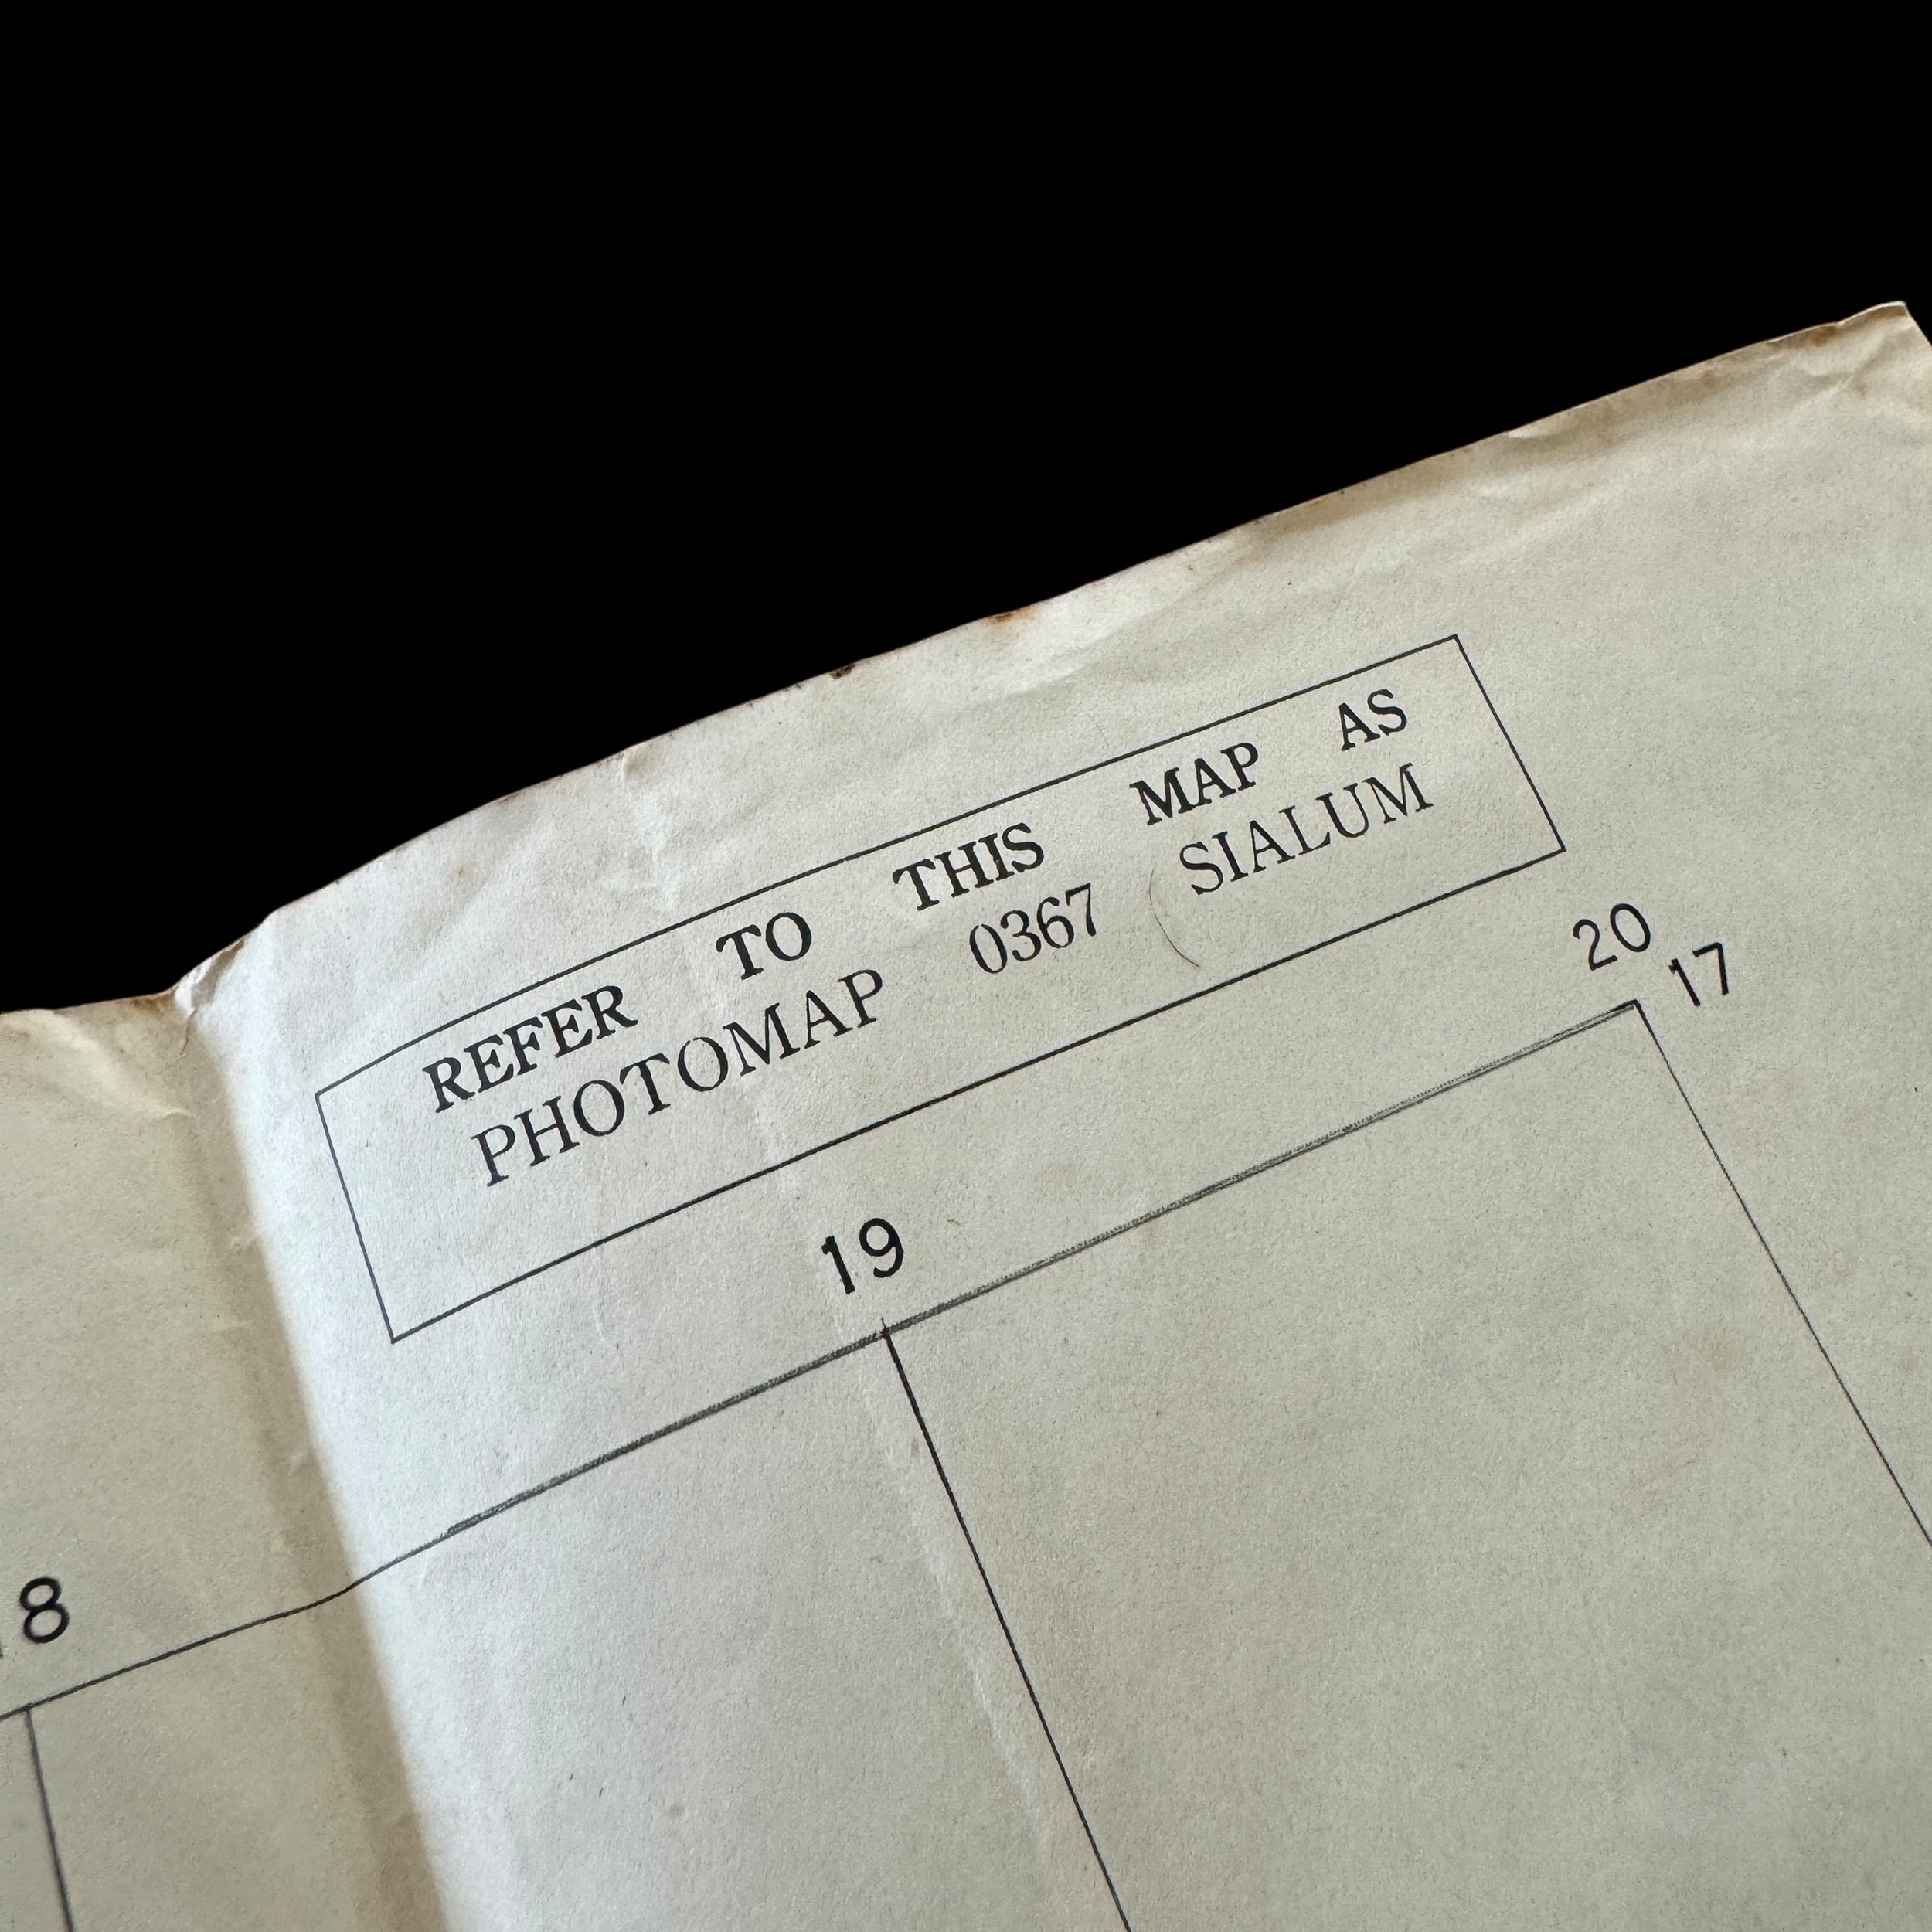 REFER TO THIS MAP AS
PHOTOMAP 0367 SIALUM
20
17
19
18